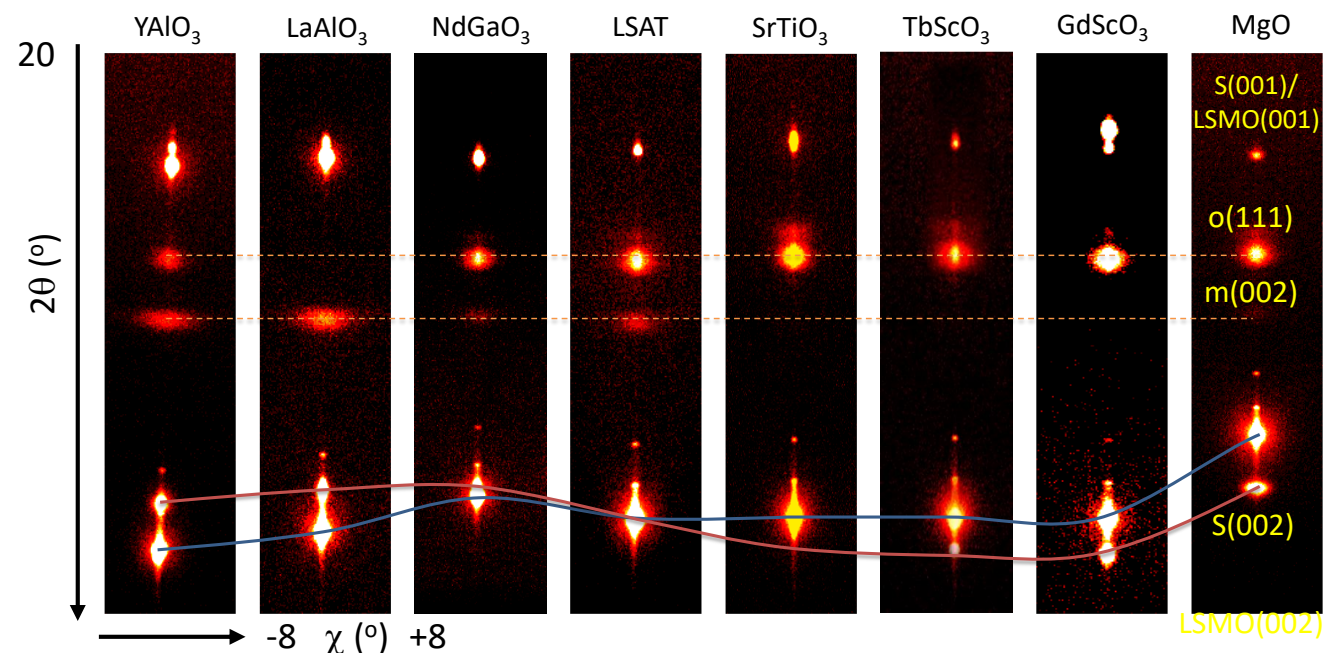 YAlO₃ LaAlO₃ NdGaO₃ LSAT SrTiO₃ TbScO₃ GdScO₃ MgO
20
S(001)/
LSMO(001)
o(111)
m(002)
2θ (º)
S(002)
LSMO(002)
-8 χ (º) +8